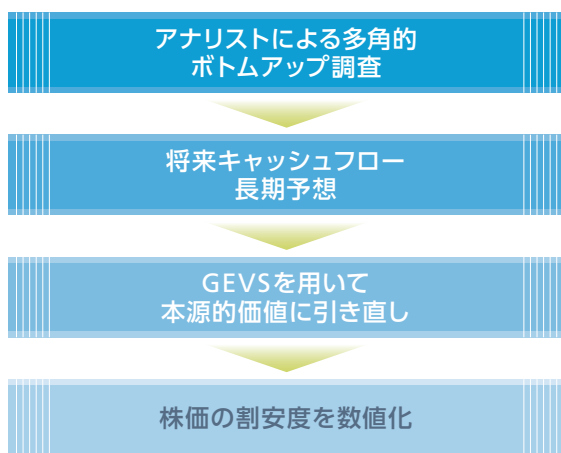 アナリストによる多角的
ボトムアップ調査
将来キャッシュフロー
長期予想
GEVSを用いて
本源的価値に引き直し
株価の割安度を数値化